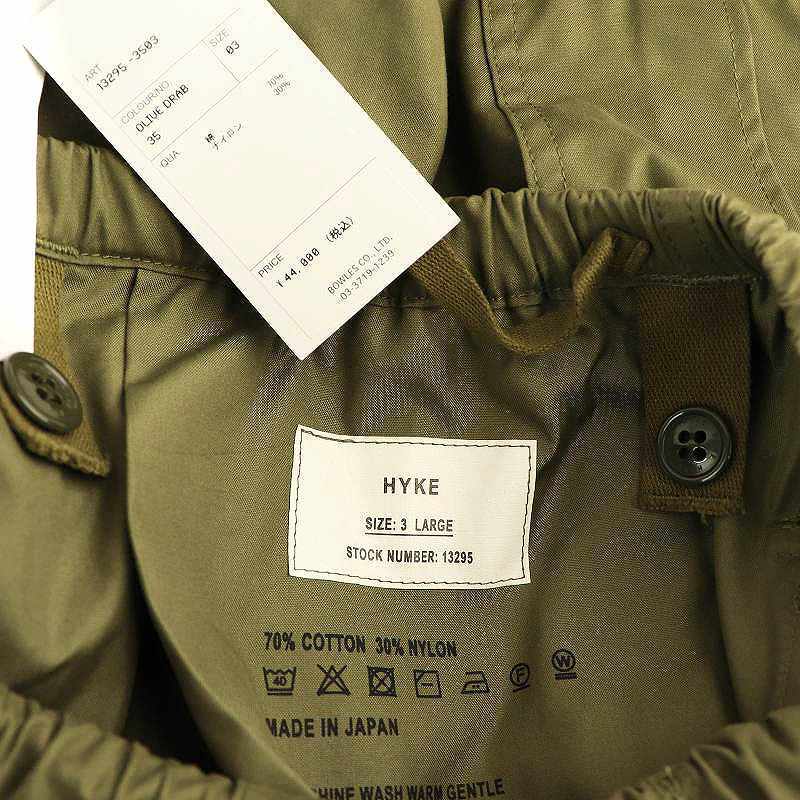 ART
13295-3503
SIZE
03
COLOUR/NO.
OLIVE DRAB
35
QUA
綿 70%
ナイロン 30%
PRICE
¥44,000 (税込)
BOWLES CO., LTD.
03-3719-1239
HYKE
SIZE: 3 LARGE
STOCK NUMBER: 13295
70% COTTON 30% NYLON
40
F
W
MADE IN JAPAN
WASH WARM GENTLE